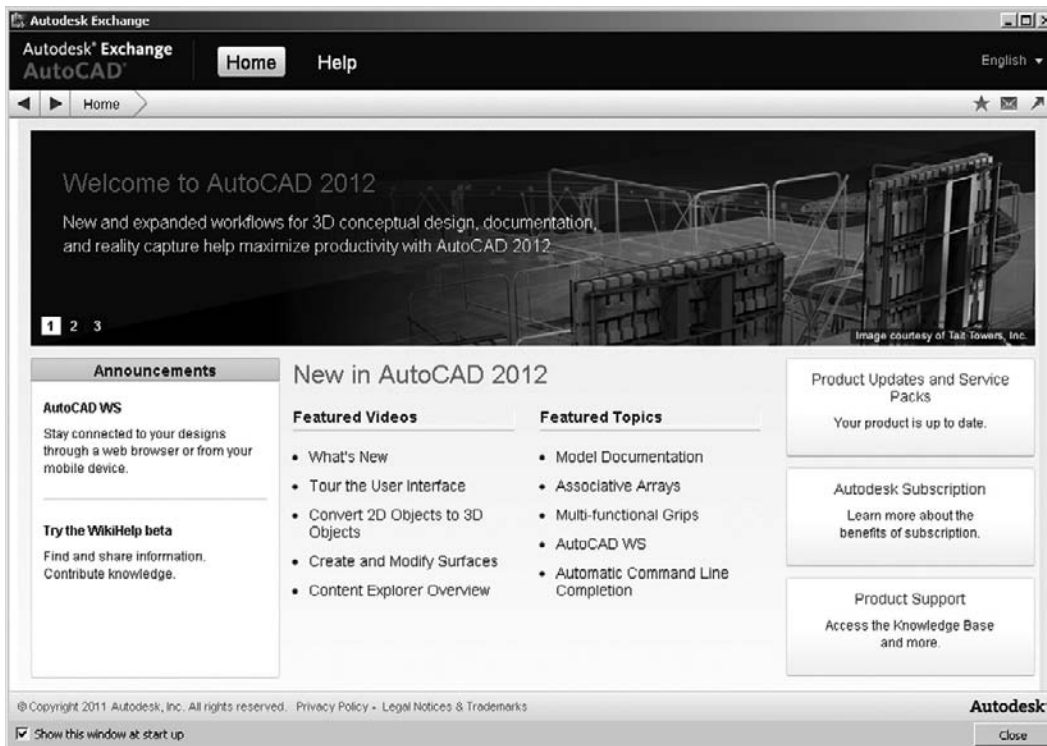 Autodesk Exchange
Autodesk® Exchange
AutoCAD®
Home
Help
English
Home
Welcome to AutoCAD 2012
New and expanded workflows for 3D conceptual design, documentation,
and reality capture help maximize productivity with AutoCAD 2012
1 2 3
Image courtesy of Tait Towers, Inc.
Announcements
AutoCAD WS
Stay connected to your designs
through a web browser or from your
mobile device.
Try the WikiHelp beta
Find and share information.
Contribute knowledge.
New in AutoCAD 2012
Featured Videos
• What's New
• Tour the User Interface
• Convert 2D Objects to 3D
Objects
• Create and Modify Surfaces
• Content Explorer Overview
Featured Topics
• Model Documentation
• Associative Arrays
• Multi-functional Grips
• AutoCAD WS
• Automatic Command Line
Completion
Product Updates and Service
Packs
Your product is up to date.
Autodesk Subscription
Learn more about the
benefits of subscription.
Product Support
Access the Knowledge Base
and more.
© Copyright 2011 Autodesk, Inc. All rights reserved. Privacy Policy - Legal Notices & Trademarks
Autodesk
Show this window at start up
Close